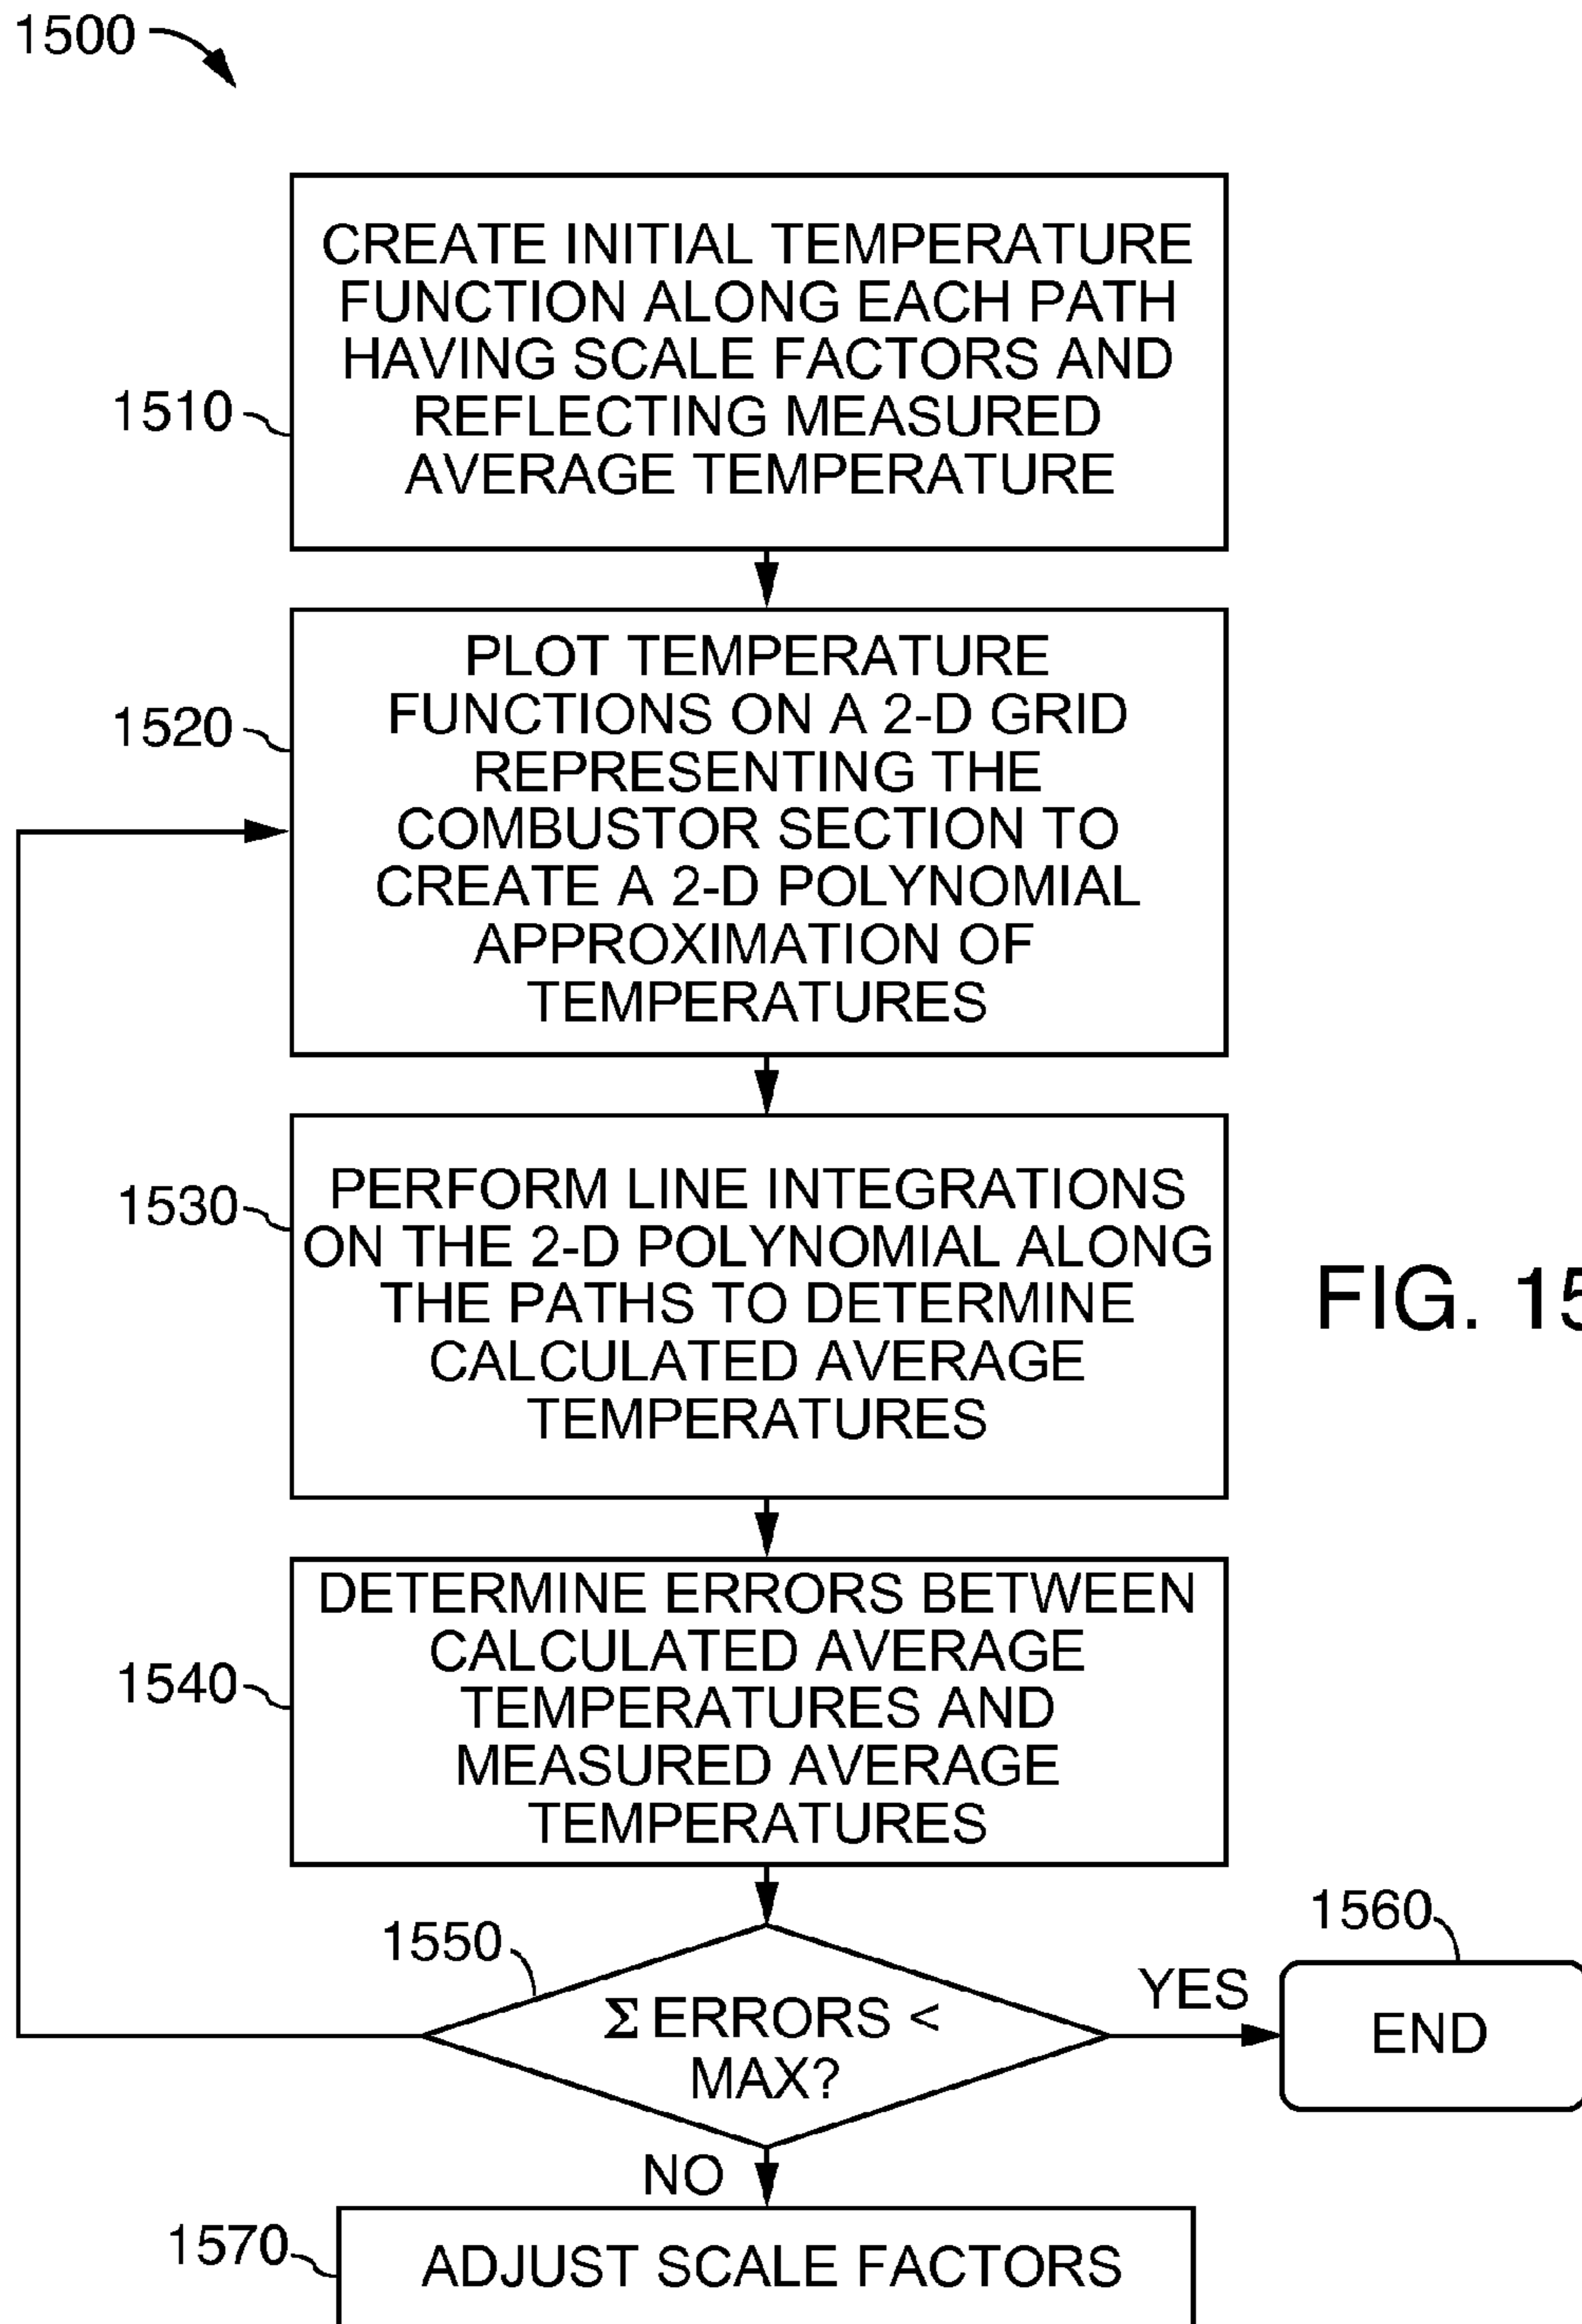 1500
CREATE INITIAL TEMPERATURE
FUNCTION ALONG EACH PATH
HAVING SCALE FACTORS AND
REFLECTING MEASURED
AVERAGE TEMPERATURE
1510
PLOT TEMPERATURE
FUNCTIONS ON A 2-D GRID
REPRESENTING THE
COMBUSTOR SECTION TO
CREATE A 2-D POLYNOMIAL
APPROXIMATION OF
TEMPERATURES
1520
PERFORM LINE INTEGRATIONS
ON THE 2-D POLYNOMIAL ALONG
THE PATHS TO DETERMINE
CALCULATED AVERAGE
TEMPERATURES
1530
FIG. 15
DETERMINE ERRORS BETWEEN
CALCULATED AVERAGE
TEMPERATURES AND
MEASURED AVERAGE
TEMPERATURES
1540
1550
Σ ERRORS <
MAX?
YES
1560
END
NO
1570
ADJUST SCALE FACTORS